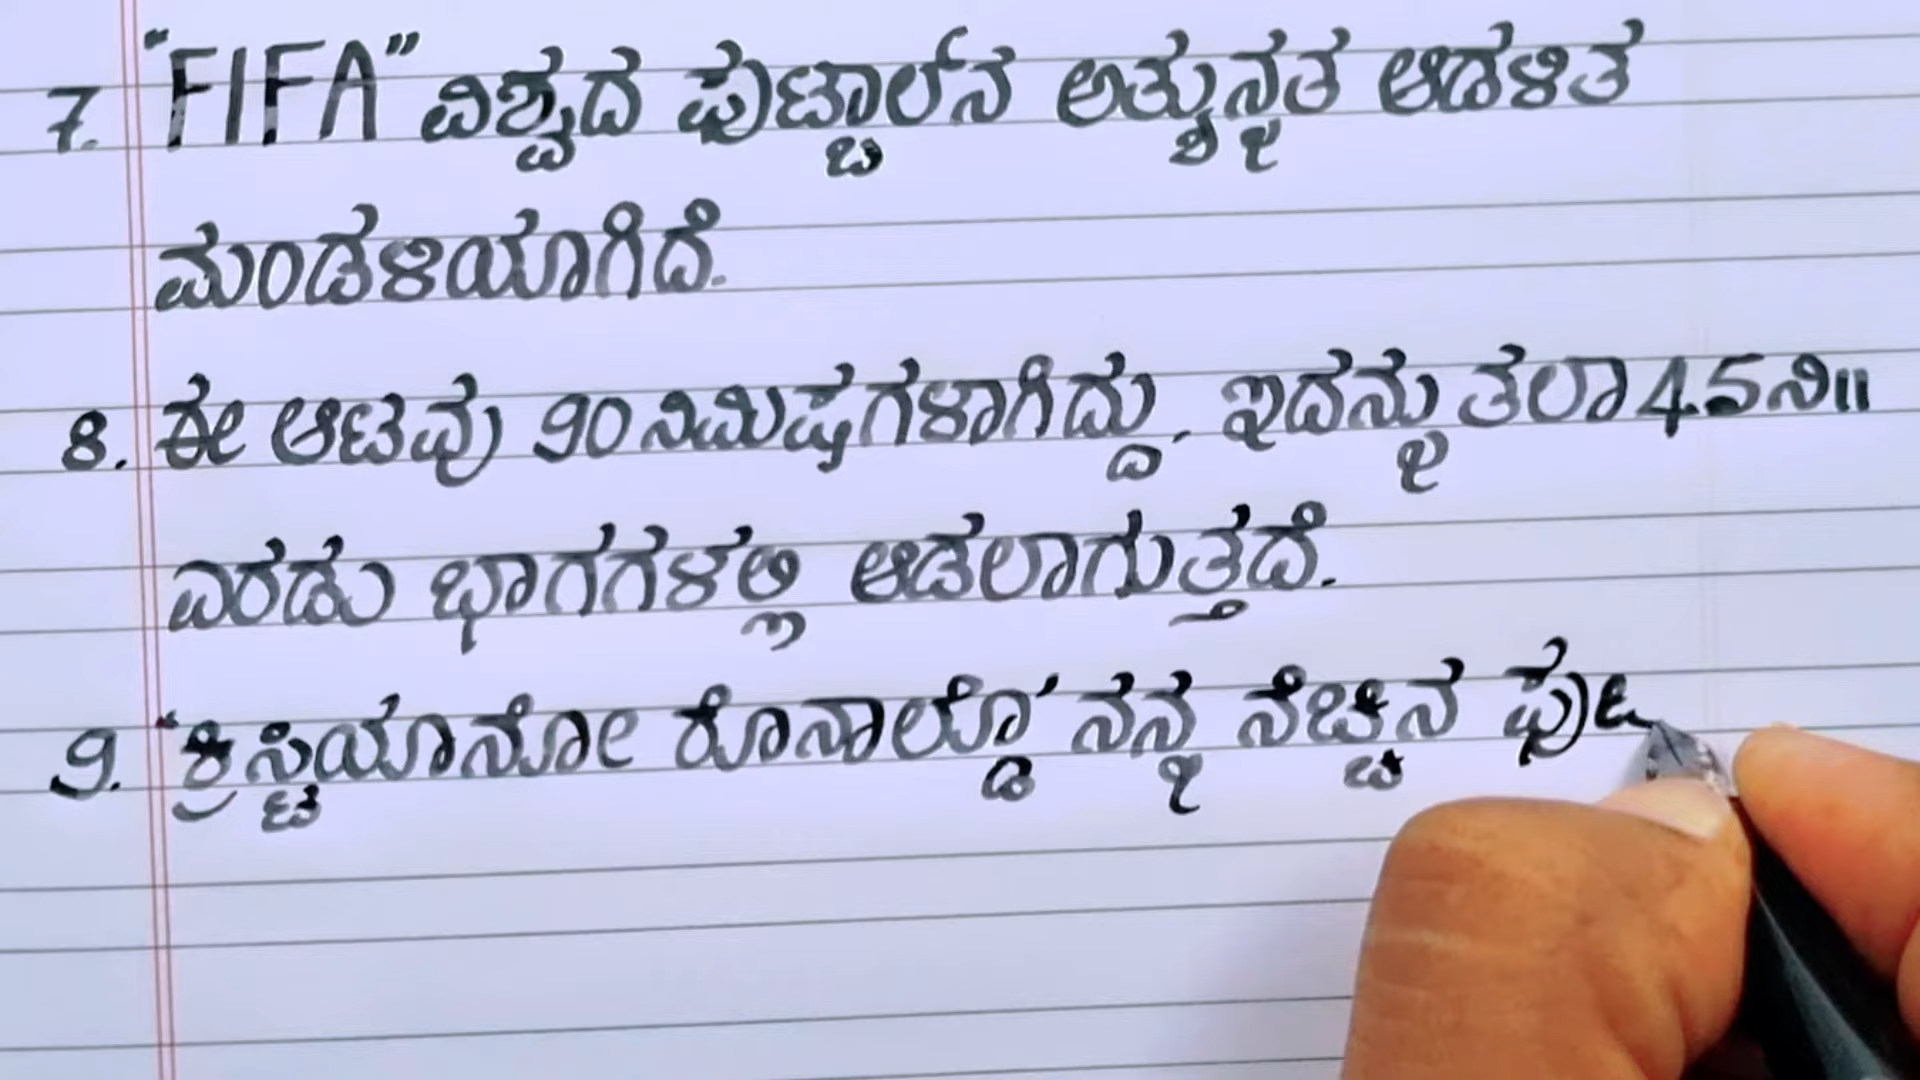 7. "FIFA" ವಿಶ್ವದ ಫುಟ್ಬಾಲ್‌ನ ಅತ್ಯುನ್ನತ ಆಡಳಿತ
ಮಂಡಳಿಯಾಗಿದೆ.
8. ಈ ಆಟವು 90 ನಿಮಿಷಗಳಾಗಿದ್ದು, ಇದನ್ನು ತಲಾ 45 ನಿ॥
ಎರಡು ಭಾಗಗಳಲ್ಲಿ ಆಡಲಾಗುತ್ತದೆ.
9. "ಕ್ರಿಸ್ಟಿಯಾನೋ ರೊನಾಲ್ಡೊ' ನನ್ನ ನೆಚ್ಚಿನ